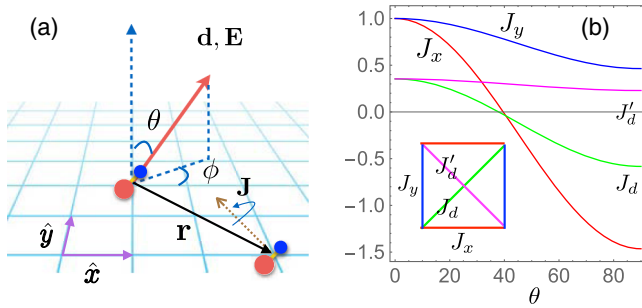 (a)
d, E
θ
ϕ
J
r
ŷ
x̂
(b)
1.0
0.5
0.0
−0.5
−1.0
−1.5
0
20
40
60
80
θ
J_y
J_x
J'_d
J_d
J'_d
J_y
J_d
J_x